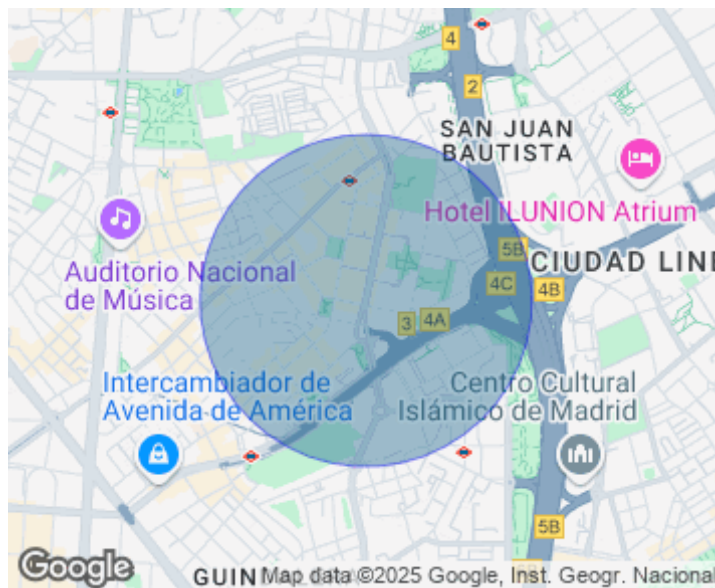 4
2
SAN JUAN
BAUTISTA
Hotel ILUNION Atrium
Auditorio Nacional
de Música
5B
CIUDAD LINE
4C
4B
3
4A
Intercambiador de
Avenida de América
Centro Cultural
Islámico de Madrid
5B
Google
GUIN
Map data ©2025 Google, Inst. Geogr. Nacional